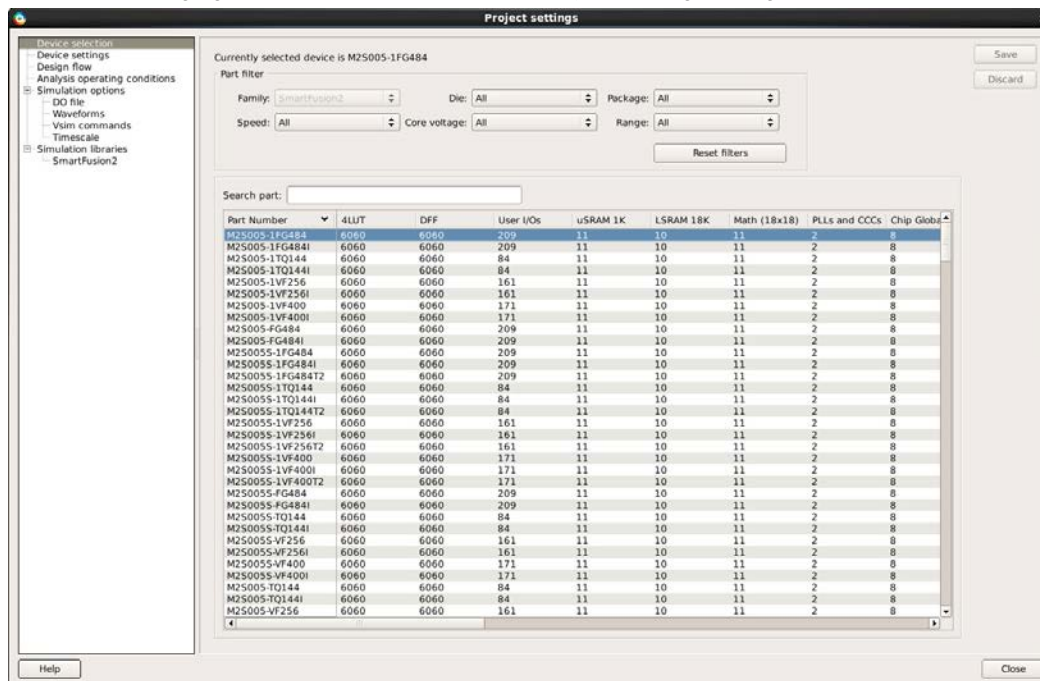 Project settings
Device selection
Device settings
Design flow
Analysis operating conditions
Simulation options
DO file
Waveforms
Vsim commands
Timescale
Simulation libraries
SmartFusion2
Currently selected device is M2S005-1FG484
Save
Discard
Part filter
Family: SmartFusion2 Die: All Package: All
Speed: All Core voltage: All Range: All
Reset filters
Search part:
Part Number 4LUT DFF User I/Os uSRAM 1K LSRAM 18K Math (18x18) PLLs and CCCs Chip Globa
M2S005-1FG484 6060 6060 209 11 10 11 2 8
M2S005-1FG484I 6060 6060 209 11 10 11 2 8
M2S005-1TQ144 6060 6060 84 11 10 11 2 8
M2S005-1TQ144I 6060 6060 84 11 10 11 2 8
M2S005-1VF256 6060 6060 161 11 10 11 2 8
M2S005-1VF256I 6060 6060 161 11 10 11 2 8
M2S005-1VF400 6060 6060 171 11 10 11 2 8
M2S005-1VF400I 6060 6060 171 11 10 11 2 8
M2S005-FG484 6060 6060 209 11 10 11 2 8
M2S005-FG484I 6060 6060 209 11 10 11 2 8
M2S005S-1FG484 6060 6060 209 11 10 11 2 8
M2S005S-1FG484I 6060 6060 209 11 10 11 2 8
M2S005S-1FG484T2 6060 6060 209 11 10 11 2 8
M2S005S-1TQ144 6060 6060 84 11 10 11 2 8
M2S005S-1TQ144I 6060 6060 84 11 10 11 2 8
M2S005S-1TQ144T2 6060 6060 84 11 10 11 2 8
M2S005S-1VF256 6060 6060 161 11 10 11 2 8
M2S005S-1VF256I 6060 6060 161 11 10 11 2 8
M2S005S-1VF256T2 6060 6060 161 11 10 11 2 8
M2S005S-1VF400 6060 6060 171 11 10 11 2 8
M2S005S-1VF400I 6060 6060 171 11 10 11 2 8
M2S005S-1VF400T2 6060 6060 171 11 10 11 2 8
M2S005S-FG484 6060 6060 209 11 10 11 2 8
M2S005S-FG484I 6060 6060 209 11 10 11 2 8
M2S005S-TQ144 6060 6060 84 11 10 11 2 8
M2S005S-TQ144I 6060 6060 84 11 10 11 2 8
M2S005S-VF256 6060 6060 161 11 10 11 2 8
M2S005S-VF256I 6060 6060 161 11 10 11 2 8
M2S005S-VF400 6060 6060 171 11 10 11 2 8
M2S005S-VF400I 6060 6060 171 11 10 11 2 8
M2S005-TQ144 6060 6060 84 11 10 11 2 8
M2S005-TQ144I 6060 6060 84 11 10 11 2 8
M2S005-VF256 6060 6060 161 11 10 11 2 8
Help
Close